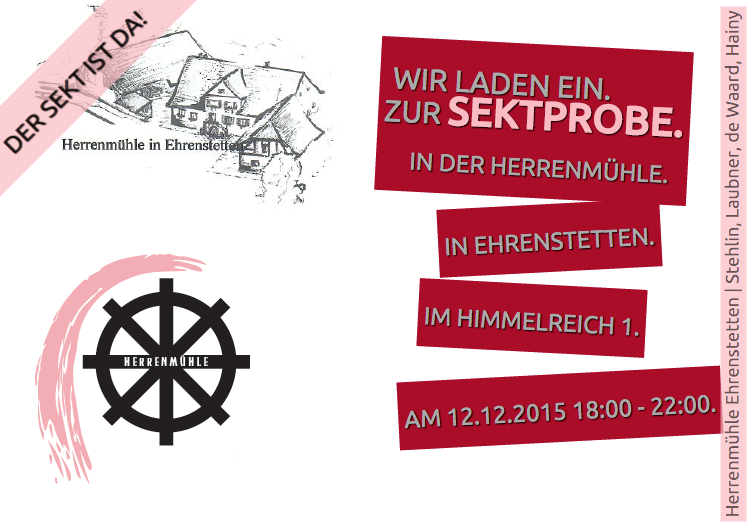 DER SEKT IST DA!
Herrenmühle in Ehrenstetten
HERRENMÜHLE
WIR LADEN EIN.
ZUR SEKTPROBE.
IN DER HERRENMÜHLE.
IN EHRENSTETTEN.
IM HIMMELREICH 1.
AM 12.12.2015 18:00 - 22:00.
Herrenmühle Ehrenstetten | Stehlin, Laubner, de Waard, Hainy